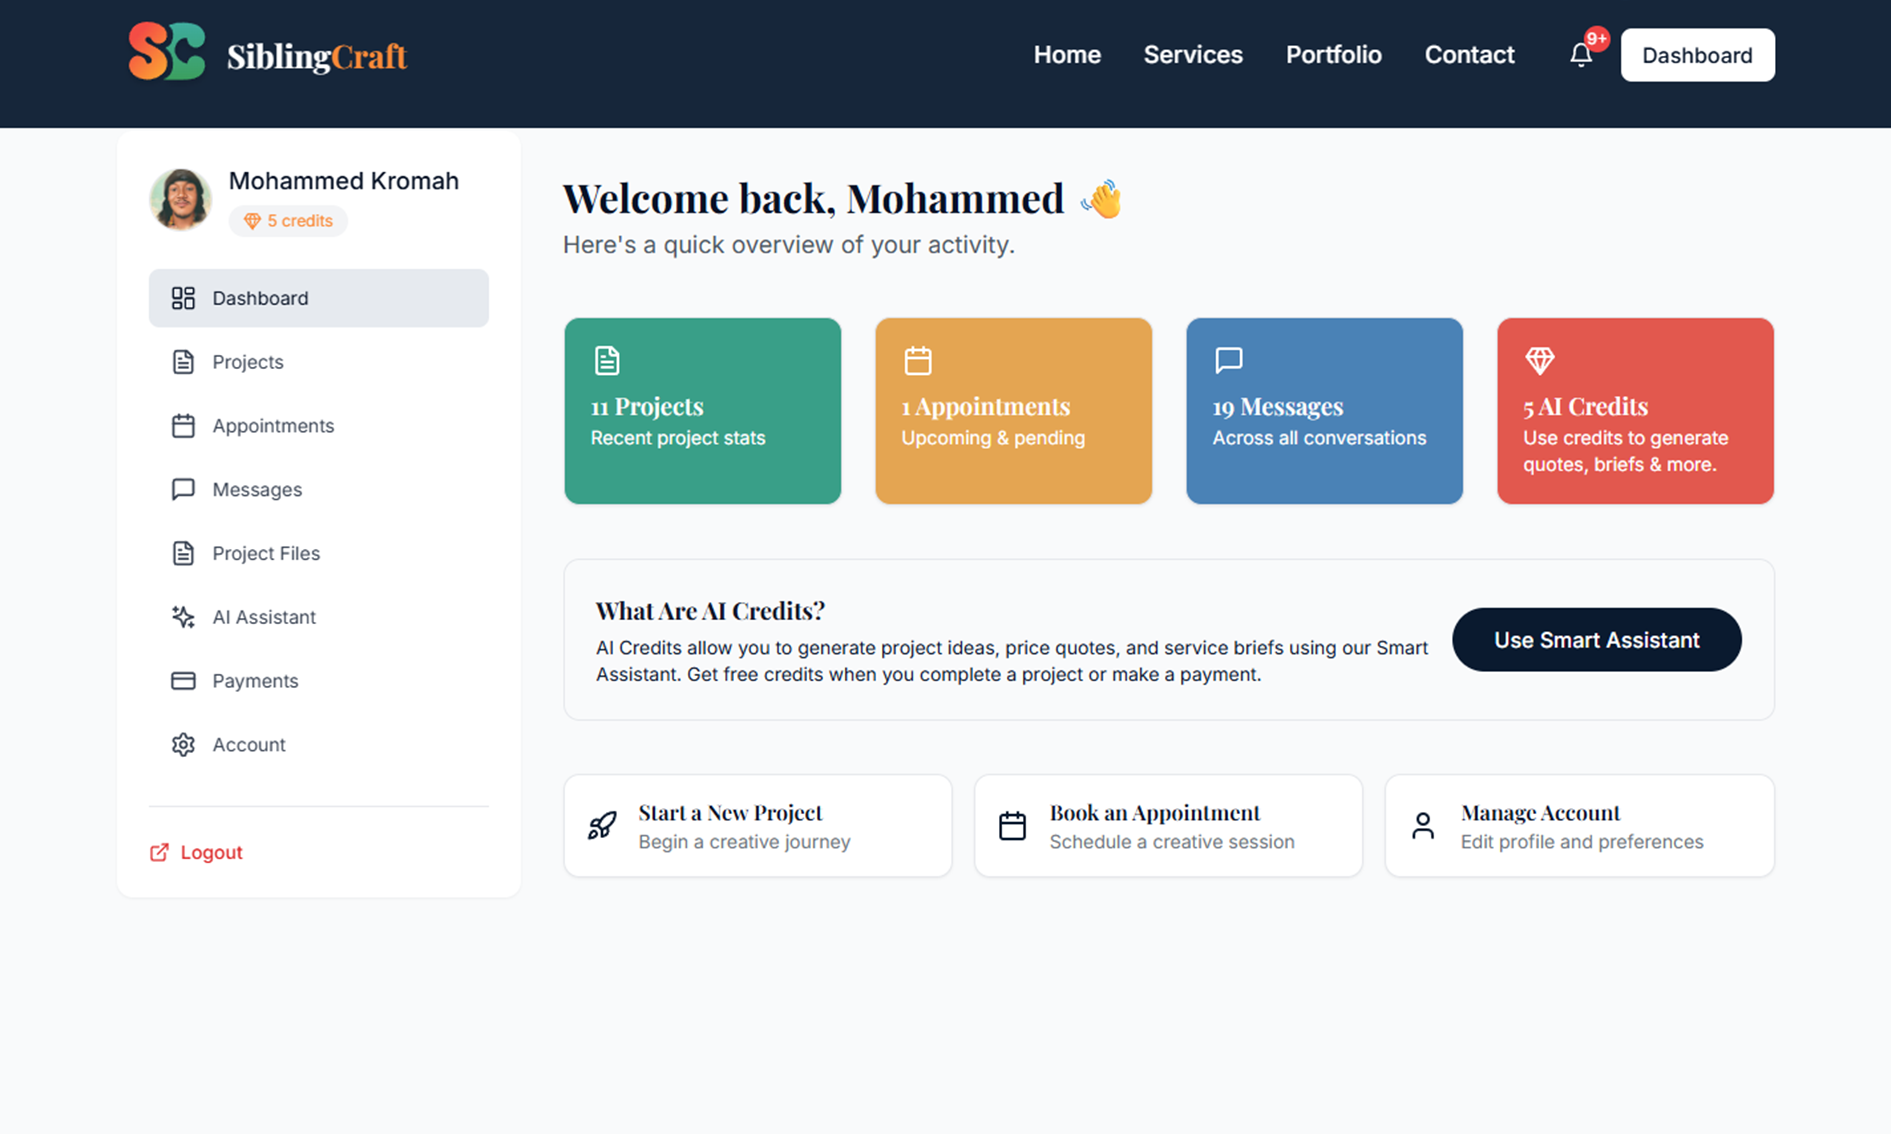 SC SiblingCraft
Home Services Portfolio Contact 9+ Dashboard
Mohammed Kromah
5 credits
Dashboard
Projects
Appointments
Messages
Project Files
AI Assistant
Payments
Account
Logout
Welcome back, Mohammed 👋
Here's a quick overview of your activity.
11 Projects
Recent project stats
1 Appointments
Upcoming & pending
19 Messages
Across all conversations
5 AI Credits
Use credits to generate
quotes, briefs & more.
What Are AI Credits?
AI Credits allow you to generate project ideas, price quotes, and service briefs using our Smart
Assistant. Get free credits when you complete a project or make a payment.
Use Smart Assistant
Start a New Project
Begin a creative journey
Book an Appointment
Schedule a creative session
Manage Account
Edit profile and preferences